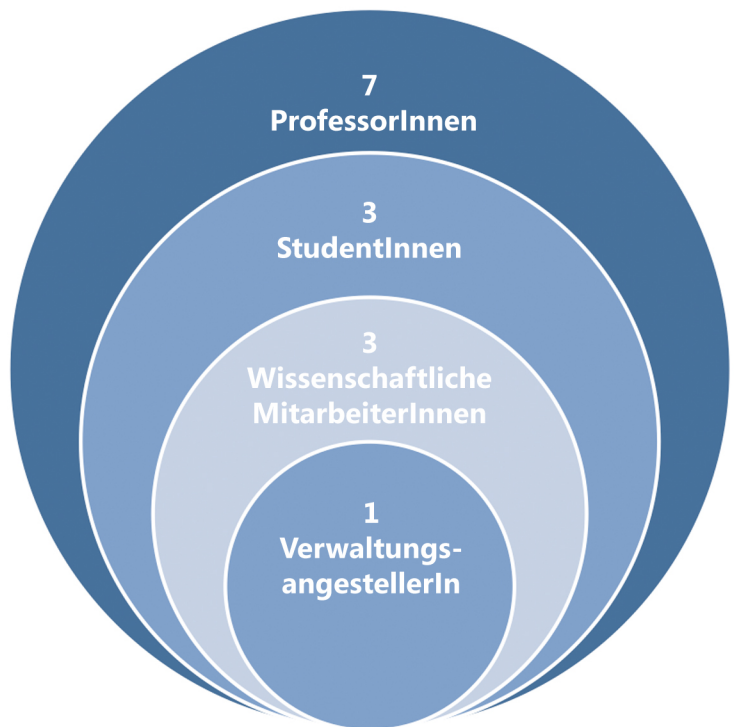 7
ProfessorInnen
3
StudentInnen
3
Wissenschaftliche
MitarbeiterInnen
1
Verwaltungs-
angestellerIn